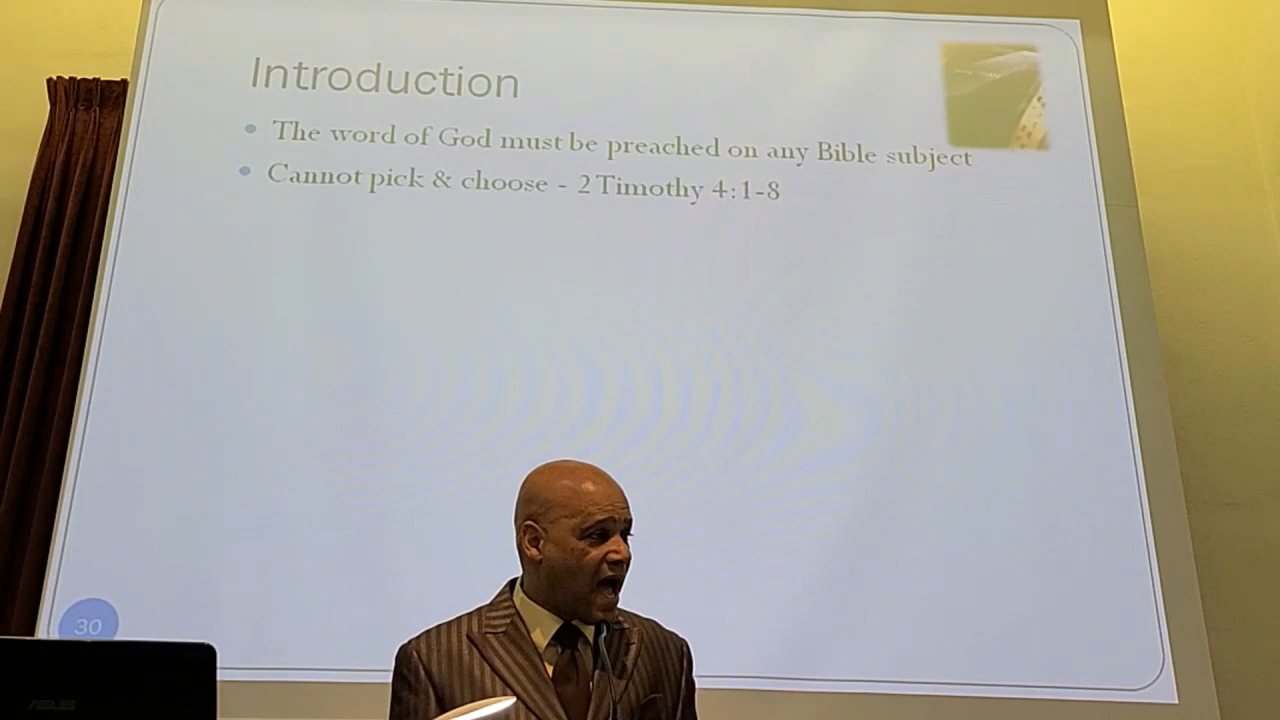 Introduction
The word of God must be preached on any Bible subject
Cannot pick & choose - 2 Timothy 4:1-8
30
ASUS